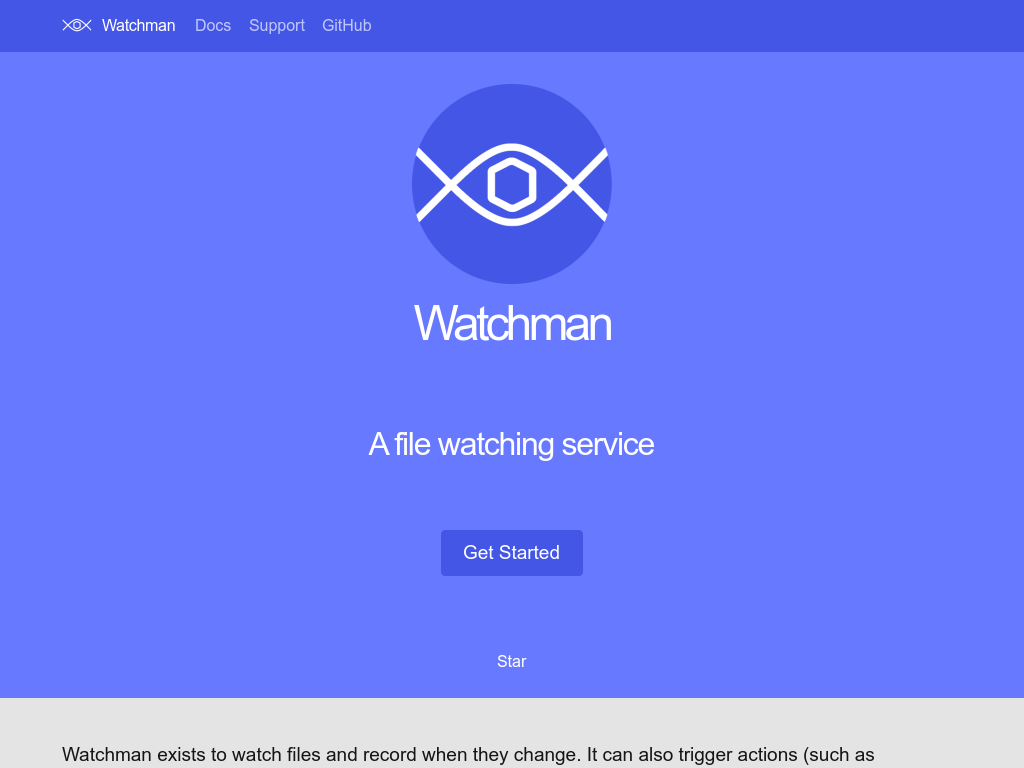 Watchman Docs Support GitHub
Watchman
A file watching service
Get Started
Star
Watchman exists to watch files and record when they change. It can also trigger actions (such as